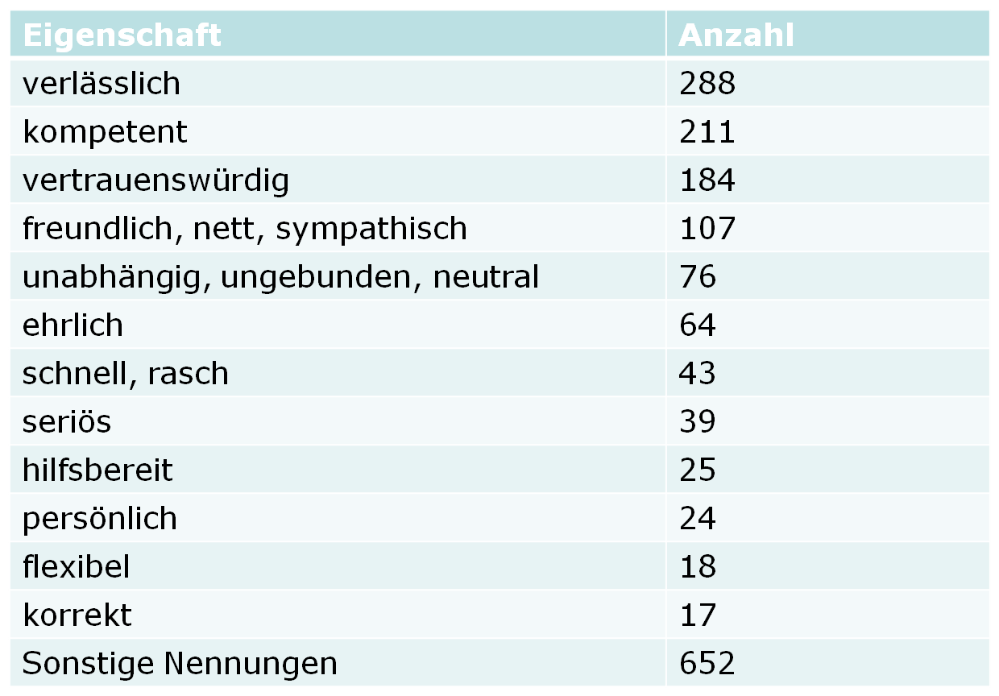 Eigenschaft Anzahl
verlässlich 288
kompetent 211
vertrauenswürdig 184
freundlich, nett, sympathisch 107
unabhängig, ungebunden, neutral 76
ehrlich 64
schnell, rasch 43
seriös 39
hilfsbereit 25
persönlich 24
flexibel 18
korrekt 17
Sonstige Nennungen 652